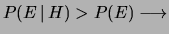 P(E | H) > P(E) ⟶